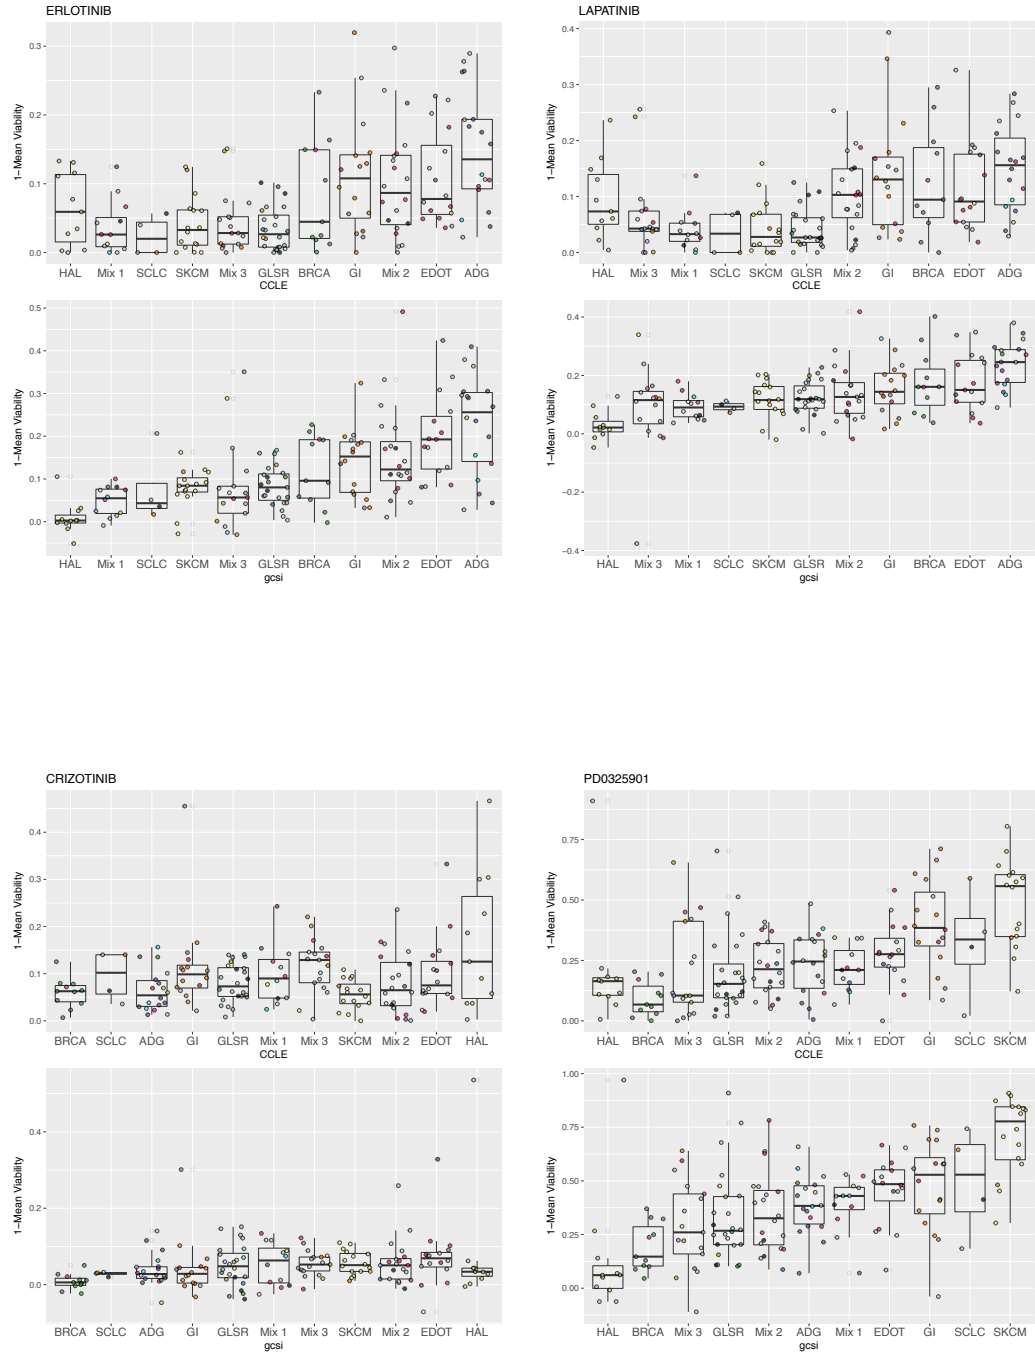 ERLOTINIB
1−Mean Viability
0.3
0.2
0.1
0.0
HAL Mix 1 SCLC SKCM Mix 3 GLSR BRCA GI Mix 2 EDOT ADG
CCLE
1−Mean Viability
0.5
0.4
0.3
0.2
0.1
0.0
HAL Mix 1 SCLC SKCM Mix 3 GLSR BRCA GI Mix 2 EDOT ADG
gcsi
LAPATINIB
1−Mean Viability
0.4
0.3
0.2
0.1
0.0
HAL Mix 3 Mix 1 SCLC SKCM GLSR Mix 2 GI BRCA EDOT ADG
CCLE
1−Mean Viability
0.4
0.2
0.0
−0.2
−0.4
HAL Mix 3 Mix 1 SCLC SKCM GLSR Mix 2 GI BRCA EDOT ADG
gcsi
CRIZOTINIB
1−Mean Viability
0.4
0.3
0.2
0.1
0.0
BRCA SCLC ADG GI GLSR Mix 1 Mix 3 SKCM Mix 2 EDOT HAL
CCLE
1−Mean Viability
0.4
0.2
0.0
BRCA SCLC ADG GI GLSR Mix 1 Mix 3 SKCM Mix 2 EDOT HAL
gcsi
PD0325901
1−Mean Viability
0.75
0.50
0.25
0.00
HAL BRCA Mix 3 GLSR Mix 2 ADG Mix 1 EDOT GI SCLC SKCM
CCLE
1−Mean Viability
1.00
0.75
0.50
0.25
0.00
HAL BRCA Mix 3 GLSR Mix 2 ADG Mix 1 EDOT GI SCLC SKCM
gcsi